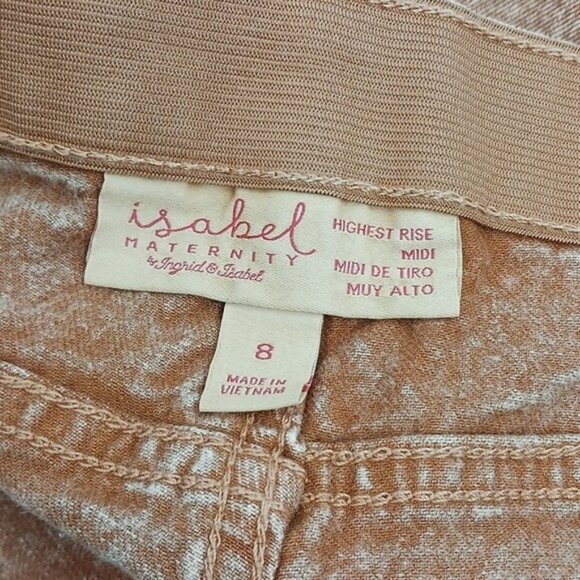 isabel
MATERNITY
by Ingrid & Isabel
HIGHEST RISE
MIDI
MIDI DE TIRO
MUY ALTO
8
MADE IN
VIETNAM